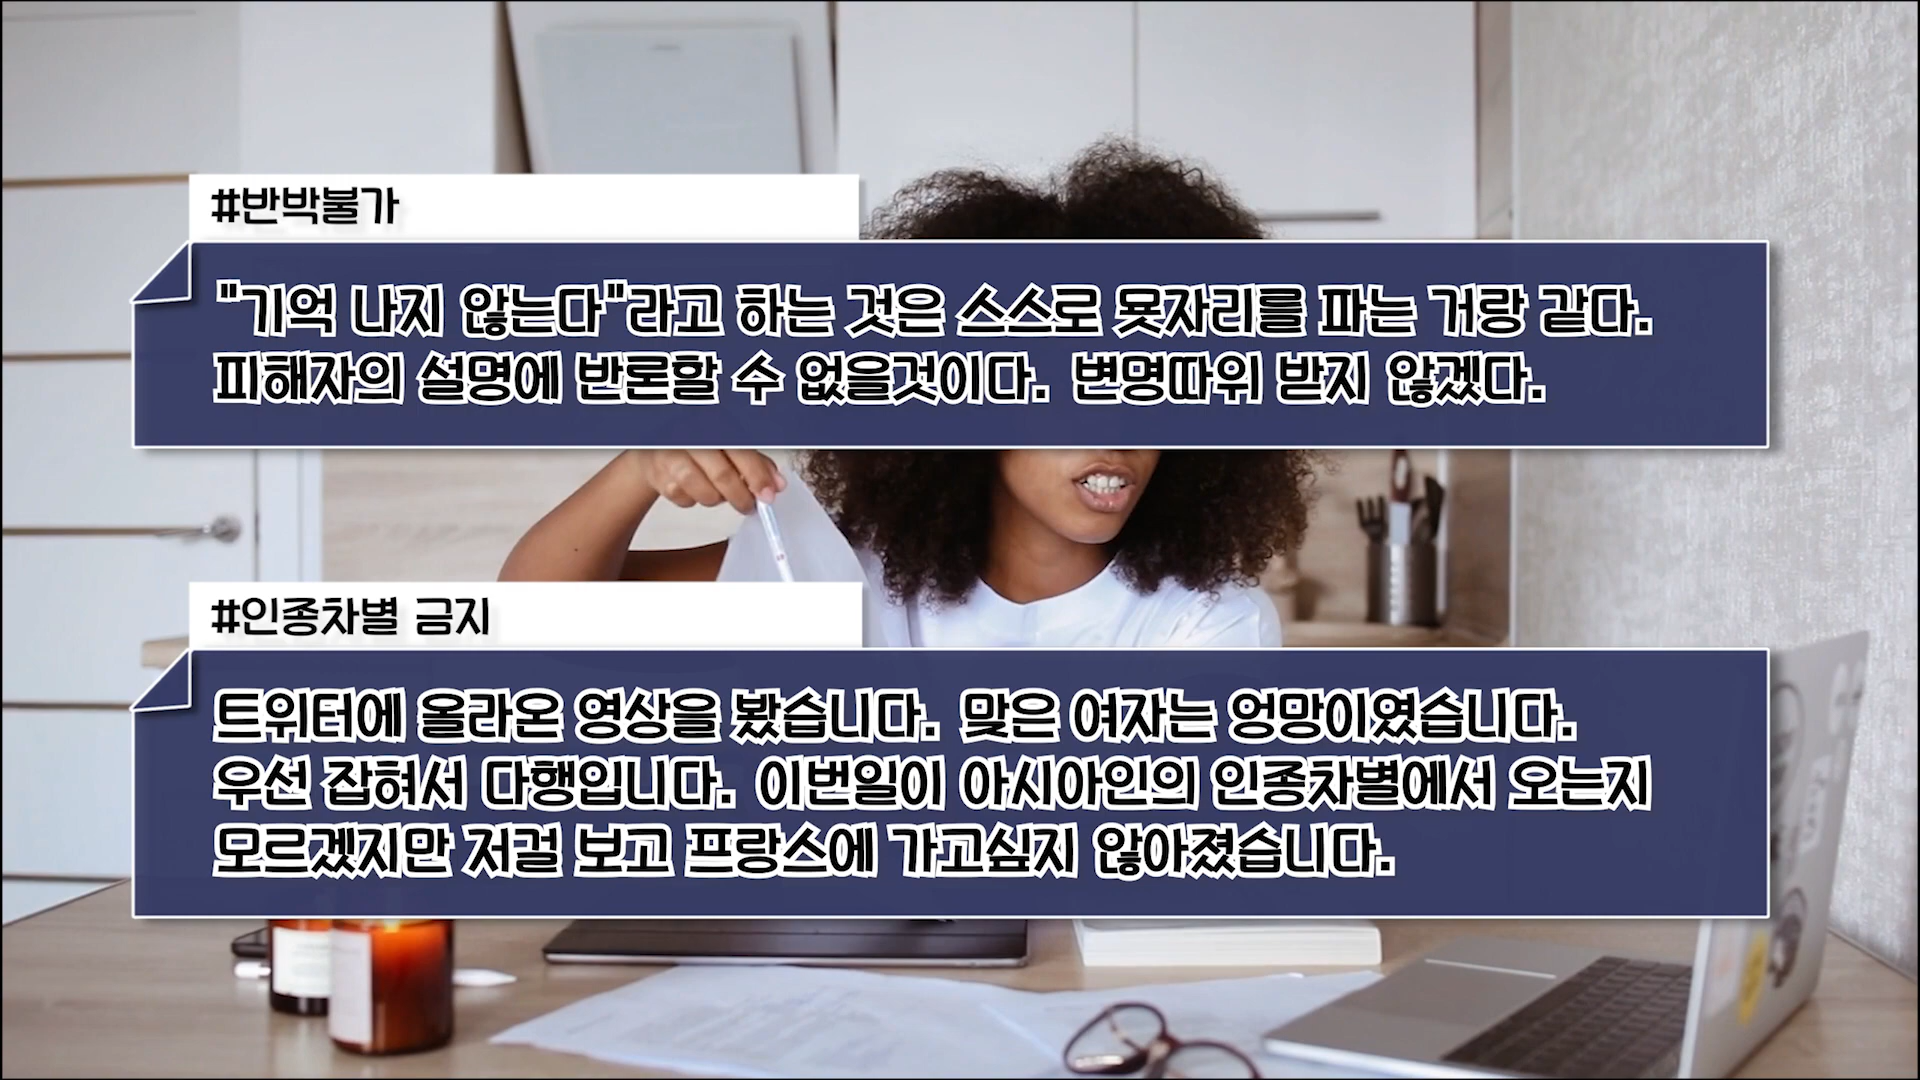 #반박불가
"기억 나지 않는다"라고 하는 것은 스스로 묫자리를 파는 거랑 같다.
피해자의 설명에 반론할 수 없을것이다. 변명따위 받지 않겠다.
#인종차별 금지
트위터에 올라온 영상을 봤습니다. 맞은 여자는 엉망이였습니다.
우선 잡혀서 다행입니다. 이번일이 아시아인의 인종차별에서 오는지
모르겠지만 저걸 보고 프랑스에 가고싶지 않아졌습니다.